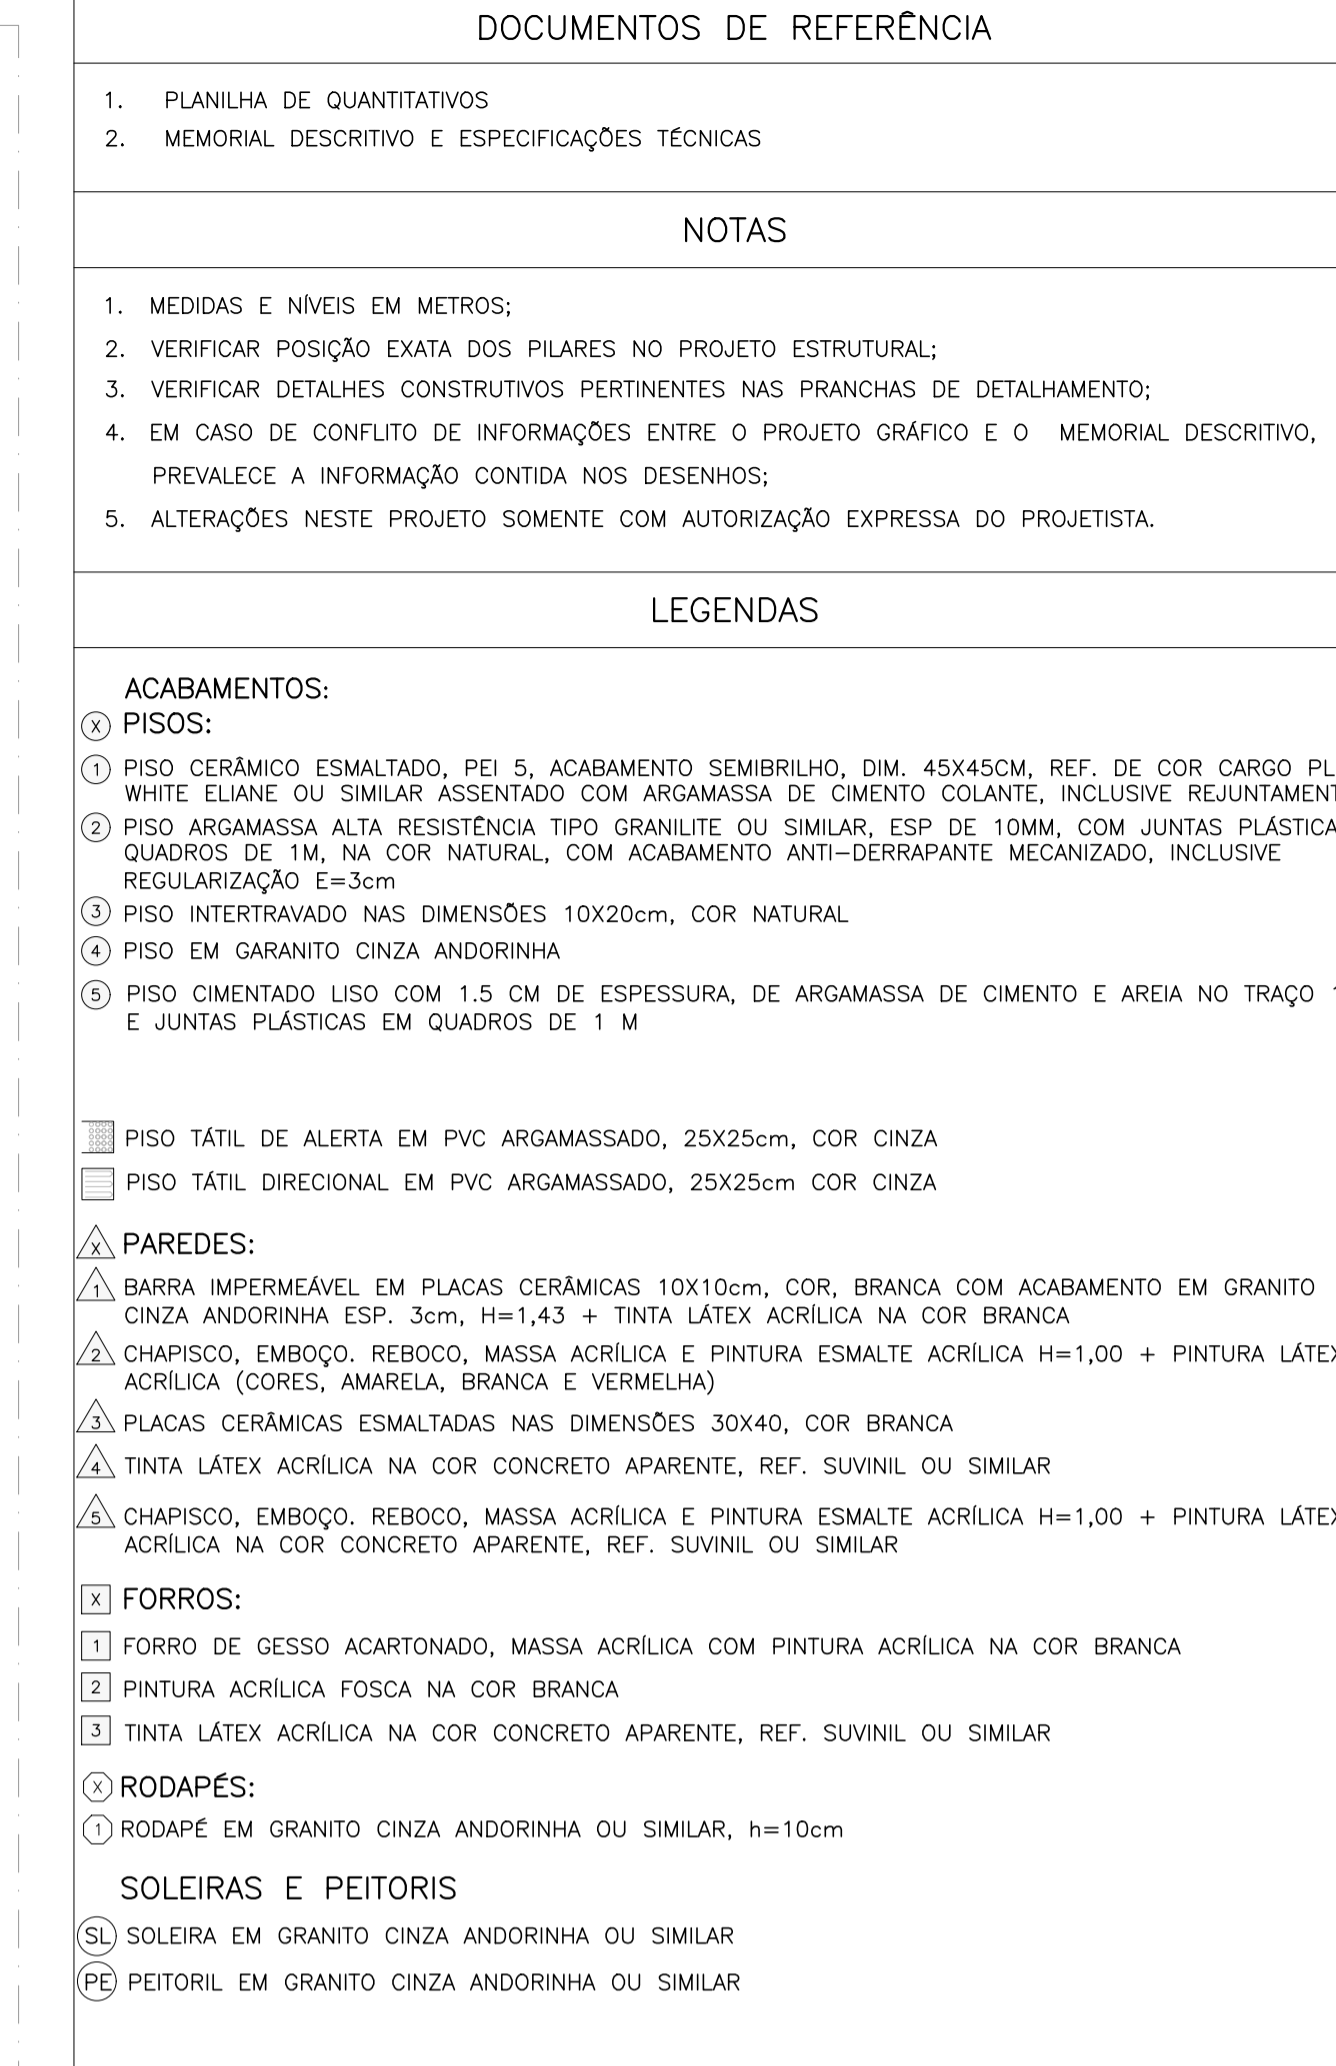 DOCUMENTOS DE REFERÊNCIA
1. PLANILHA DE QUANTITATIVOS
2. MEMORIAL DESCRITIVO E ESPECIFICAÇÕES TÉCNICAS
NOTAS
1. MEDIDAS E NÍVEIS EM METROS;
2. VERIFICAR POSIÇÃO EXATA DOS PILARES NO PROJETO ESTRUTURAL;
3. VERIFICAR DETALHES CONSTRUTIVOS PERTINENTES NAS PRANCHAS DE DETALHAMENTO;
4. EM CASO DE CONFLITO DE INFORMAÇÕES ENTRE O PROJETO GRÁFICO E O MEMORIAL DESCRITIVO,
PREVALECE A INFORMAÇÃO CONTIDA NOS DESENHOS;
5. ALTERAÇÕES NESTE PROJETO SOMENTE COM AUTORIZAÇÃO EXPRESSA DO PROJETISTA.
LEGENDAS
ACABAMENTOS:
X PISOS:
1 PISO CERÂMICO ESMALTADO, PEI 5, ACABAMENTO SEMIBRILHO, DIM. 45X45CM, REF. DE COR CARGO PL
WHITE ELIANE OU SIMILAR ASSENTADO COM ARGAMASSA DE CIMENTO COLANTE, INCLUSIVE REJUNTAMENT
2 PISO ARGAMASSA ALTA RESISTÊNCIA TIPO GRANILITE OU SIMILAR, ESP DE 10MM, COM JUNTAS PLÁSTICA
QUADROS DE 1M, NA COR NATURAL, COM ACABAMENTO ANTI-DERRAPANTE MECANIZADO, INCLUSIVE
REGULARIZAÇÃO E=3cm
3 PISO INTERTRAVADO NAS DIMENSÕES 10X20cm, COR NATURAL
4 PISO EM GARANITO CINZA ANDORINHA
5 PISO CIMENTADO LISO COM 1.5 CM DE ESPESSURA, DE ARGAMASSA DE CIMENTO E AREIA NO TRAÇO
E JUNTAS PLÁSTICAS EM QUADROS DE 1 M
PISO TÁTIL DE ALERTA EM PVC ARGAMASSADO, 25X25cm, COR CINZA
PISO TÁTIL DIRECIONAL EM PVC ARGAMASSADO, 25X25cm COR CINZA
X PAREDES:
1 BARRA IMPERMEÁVEL EM PLACAS CERÂMICAS 10X10cm, COR, BRANCA COM ACABAMENTO EM GRANITO
CINZA ANDORINHA ESP. 3cm, H=1,43 + TINTA LÁTEX ACRÍLICA NA COR BRANCA
2 CHAPISCO, EMBOÇO. REBOCO, MASSA ACRÍLICA E PINTURA ESMALTE ACRÍLICA H=1,00 + PINTURA LÁTEX
ACRÍLICA (CORES, AMARELA, BRANCA E VERMELHA)
3 PLACAS CERÂMICAS ESMALTADAS NAS DIMENSÕES 30X40, COR BRANCA
4 TINTA LÁTEX ACRÍLICA NA COR CONCRETO APARENTE, REF. SUVINIL OU SIMILAR
5 CHAPISCO, EMBOÇO. REBOCO, MASSA ACRÍLICA E PINTURA ESMALTE ACRÍLICA H=1,00 + PINTURA LÁTEX
ACRÍLICA NA COR CONCRETO APARENTE, REF. SUVINIL OU SIMILAR
X FORROS:
1 FORRO DE GESSO ACARTONADO, MASSA ACRÍLICA COM PINTURA ACRÍLICA NA COR BRANCA
2 PINTURA ACRÍLICA FOSCA NA COR BRANCA
3 TINTA LÁTEX ACRÍLICA NA COR CONCRETO APARENTE, REF. SUVINIL OU SIMILAR
X RODAPÉS:
1 RODAPÉ EM GRANITO CINZA ANDORINHA OU SIMILAR, h=10cm
SOLEIRAS E PEITORIS
SL SOLEIRA EM GRANITO CINZA ANDORINHA OU SIMILAR
PE PEITORIL EM GRANITO CINZA ANDORINHA OU SIMILAR